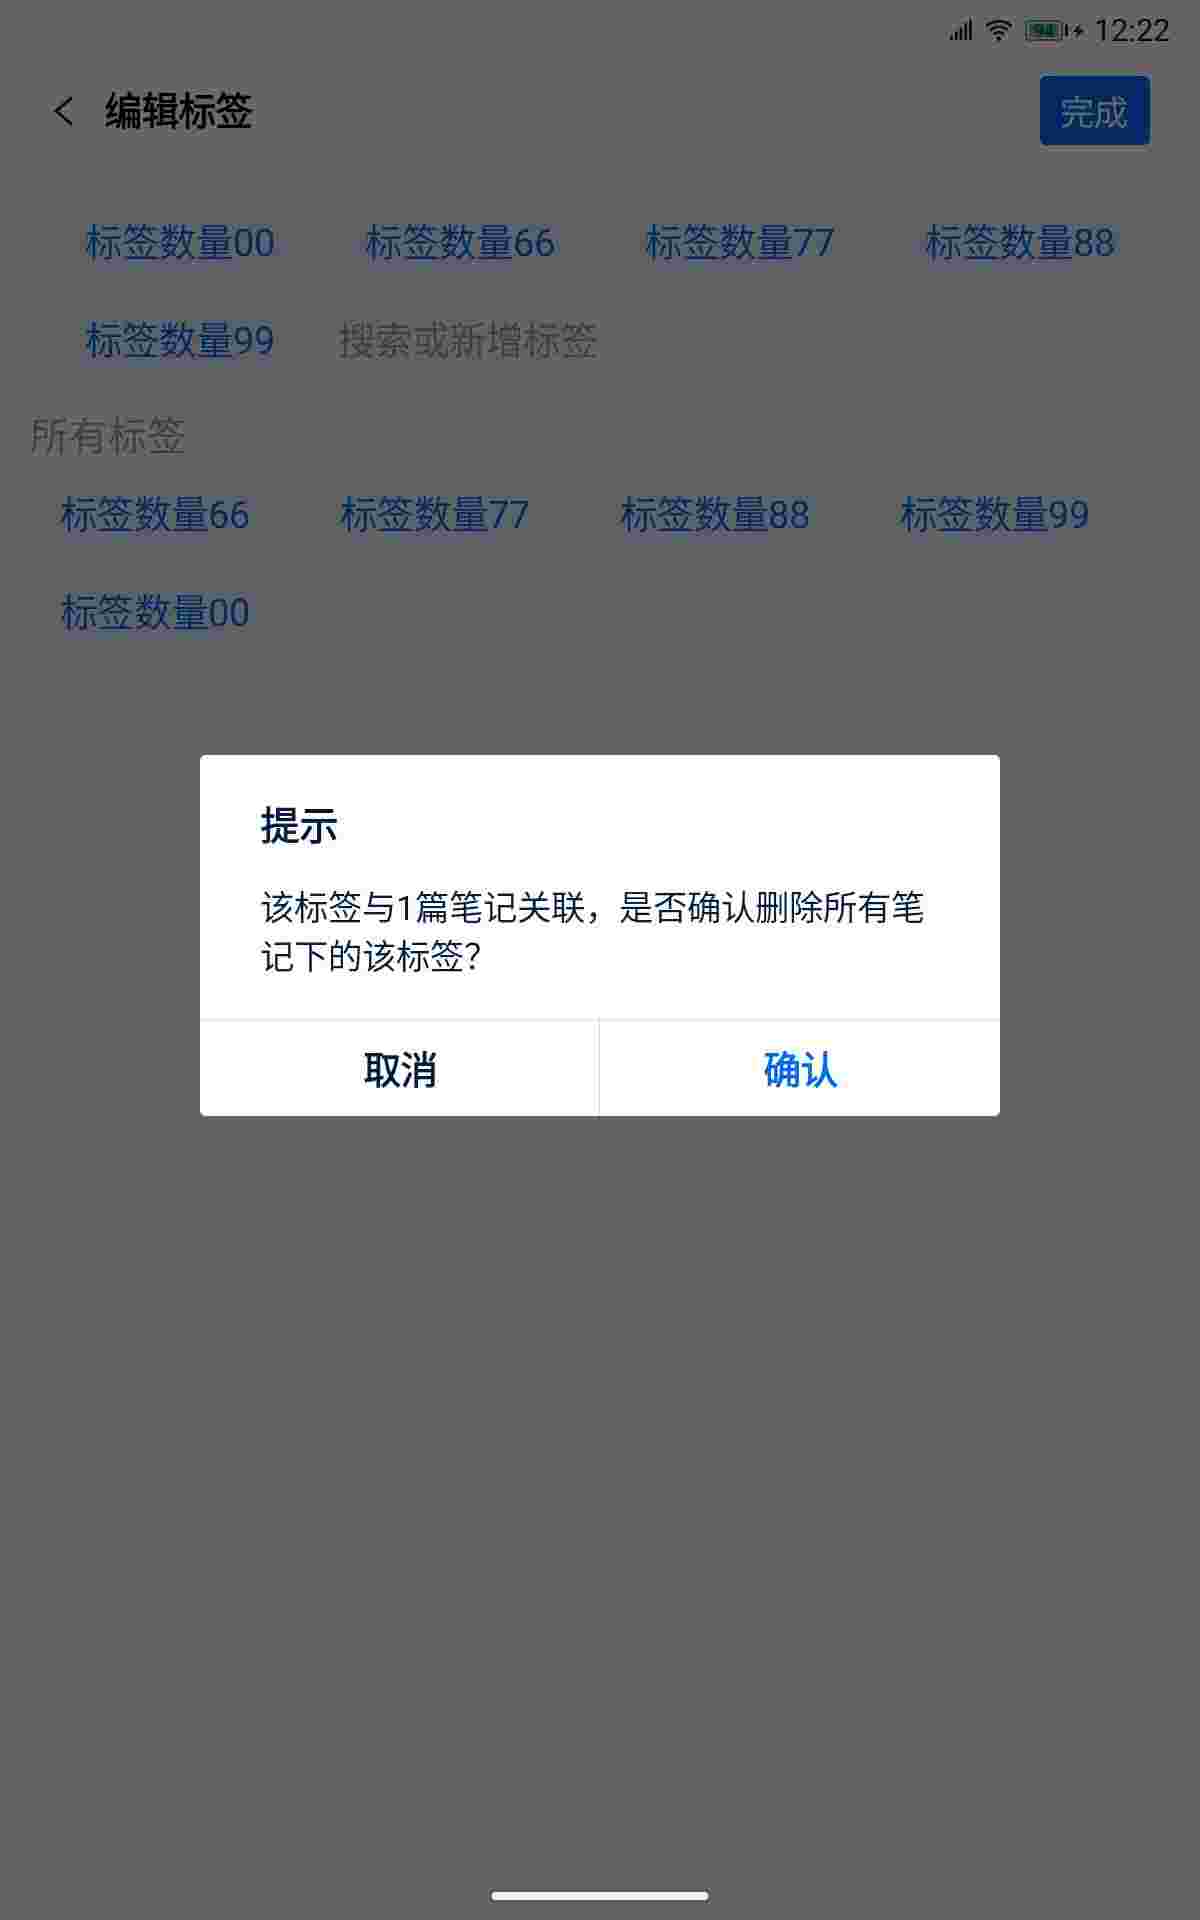 94 12:22
编辑标签
完成
标签数量00 标签数量66 标签数量77 标签数量88
标签数量99 搜索或新增标签
所有标签
标签数量66 标签数量77 标签数量88 标签数量99
标签数量00
提示
该标签与1篇笔记关联，是否确认删除所有笔
记下的该标签？
取消 确认